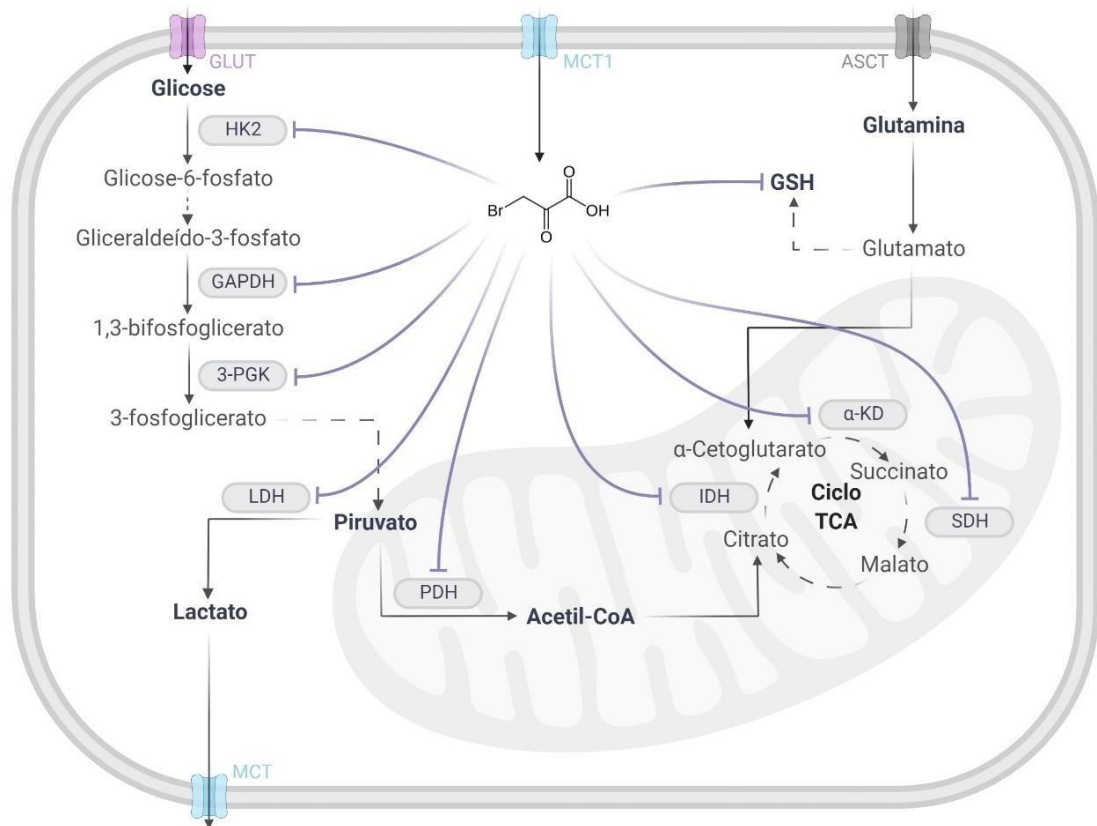 GLUT
MCT1
ASCT
Glicose
HK2
Glutamina
Glicose-6-fosfato
Br
O
O
OH
GSH
Gliceraldeído-3-fosfato
Glutamato
GAPDH
1,3-bifosfoglicerato
3-PGK
3-fosfoglicerato
α-KD
α-Cetoglutarato
Succinato
LDH
IDH
Ciclo
TCA
SDH
Piruvato
Citrato
Malato
PDH
Lactato
Acetil-CoA
MCT